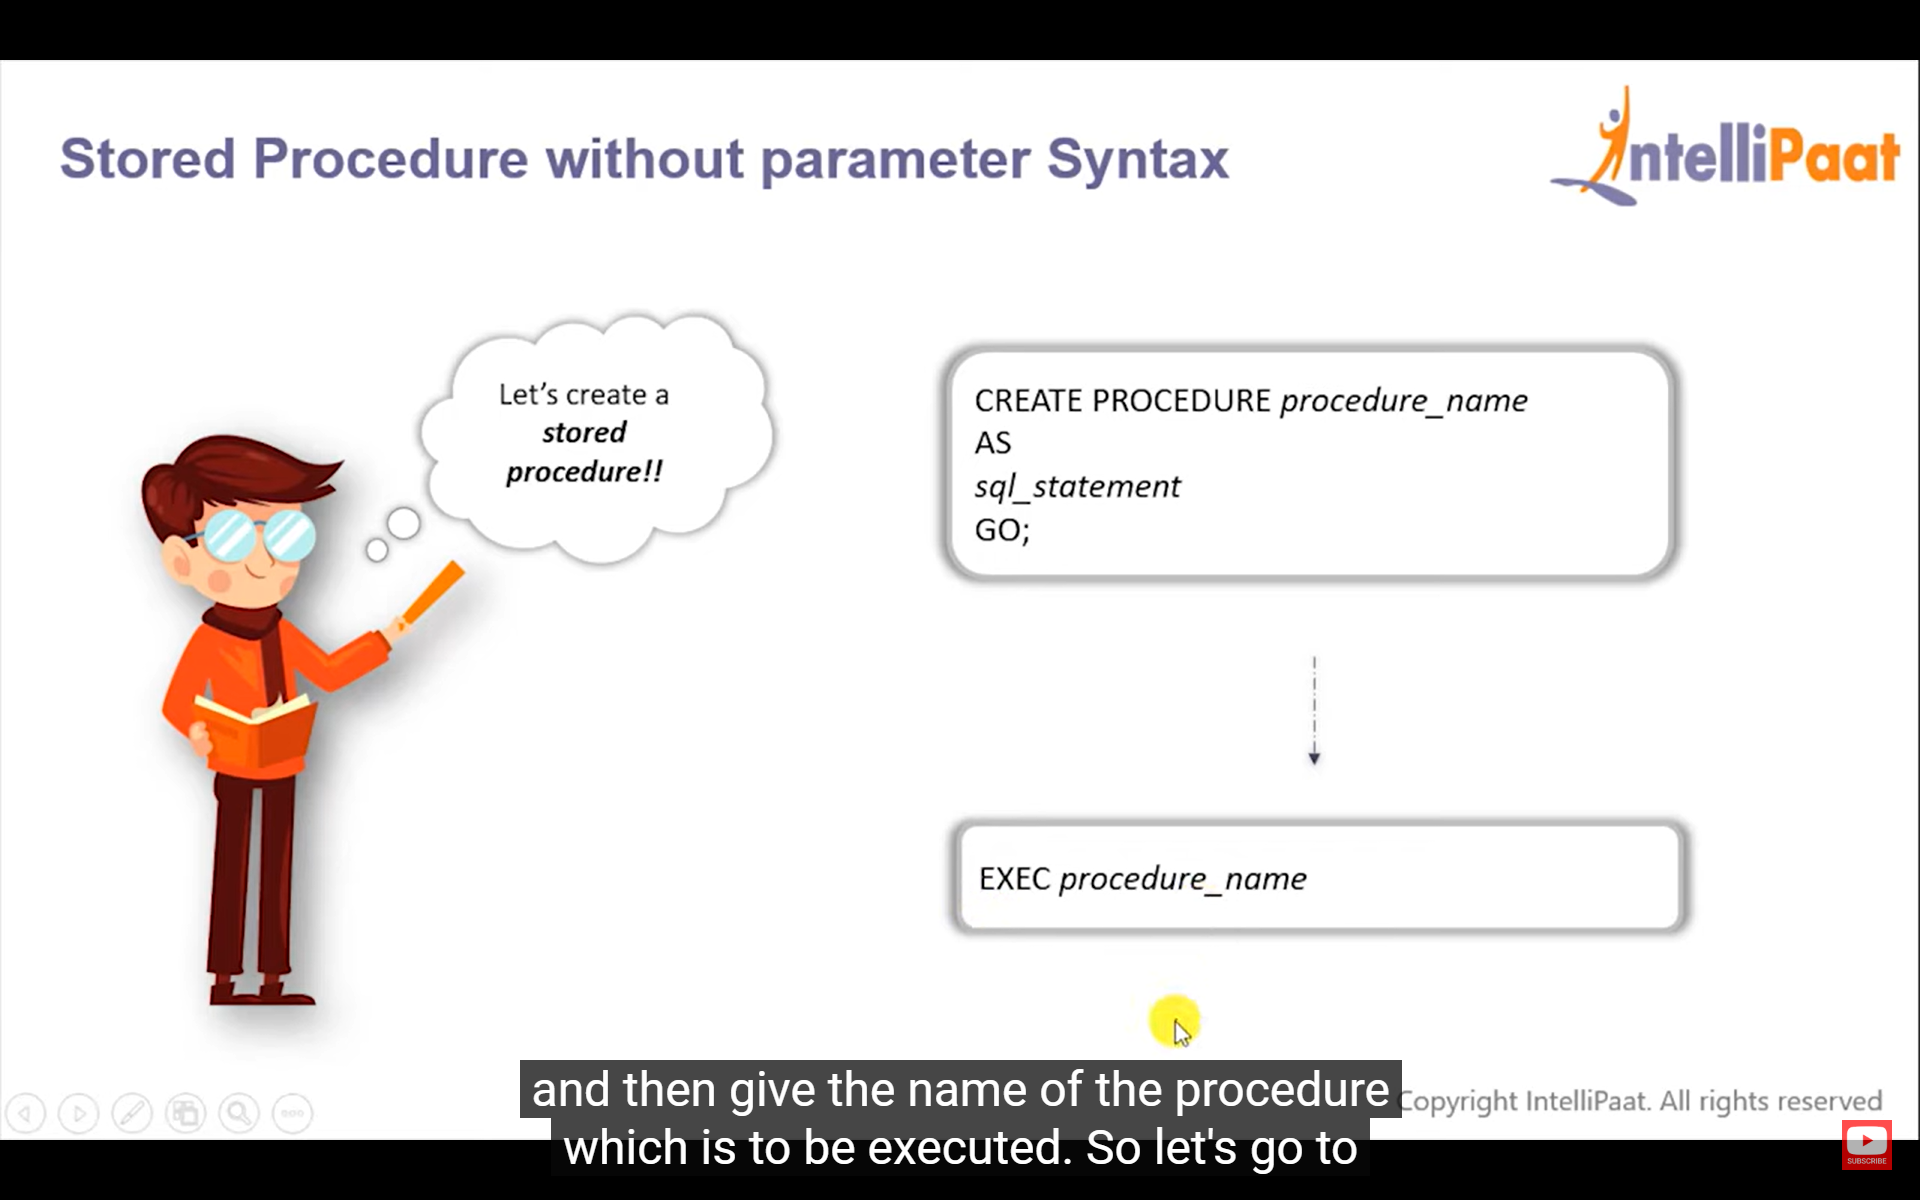 Stored Procedure without parameter Syntax
IntelliPaat
Let's create a
stored
procedure!!
CREATE PROCEDURE procedure_name
AS
sql_statement
GO;
EXEC procedure_name
and then give the name of the procedure
which is to be executed. So let's go to
Copyright IntelliPaat. All rights reserved
SUBSCRIBE